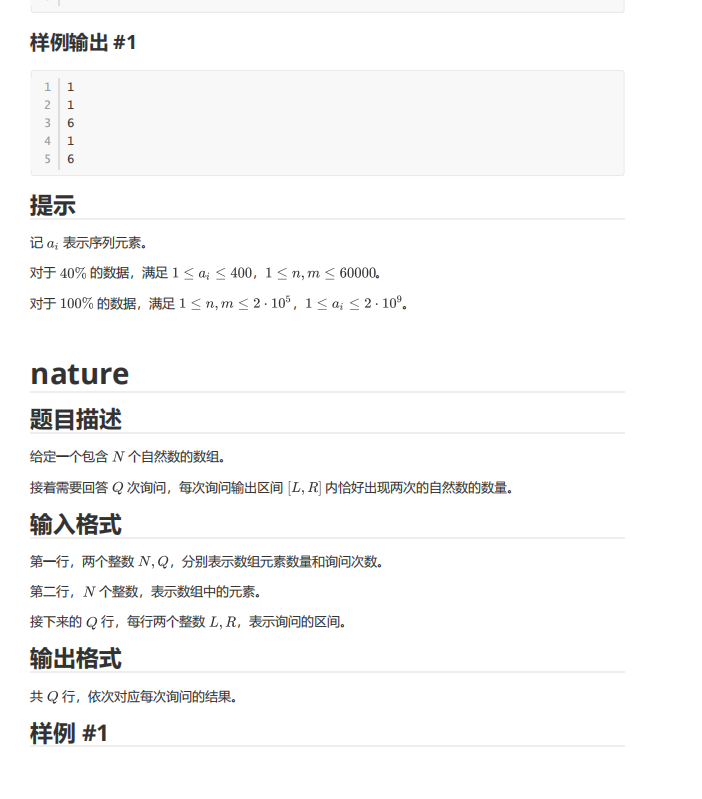 样例输出 #1
1 1
2 1
3 6
4 1
5 6
提示
记 $a_i$ 表示序列元素。
对于 40% 的数据，满足 $1 \leq a_i \leq 400$，$1 \leq n, m \leq 60000$。
对于 100% 的数据，满足 $1 \leq n, m \leq 2 \cdot 10^5$，$1 \leq a_i \leq 2 \cdot 10^9$。
nature
题目描述
给定一个包含 $N$ 个自然数的数组。
接着需要回答 $Q$ 次询问，每次询问输出区间 $[L, R]$ 内恰好出现两次的自然数的数量。
输入格式
第一行，两个整数 $N, Q$，分别表示数组元素数量和询问次数。
第二行，$N$ 个整数，表示数组中的元素。
接下来的 $Q$ 行，每行两个整数 $L, R$，表示询问的区间。
输出格式
共 $Q$ 行，依次对应每次询问的结果。
样例 #1